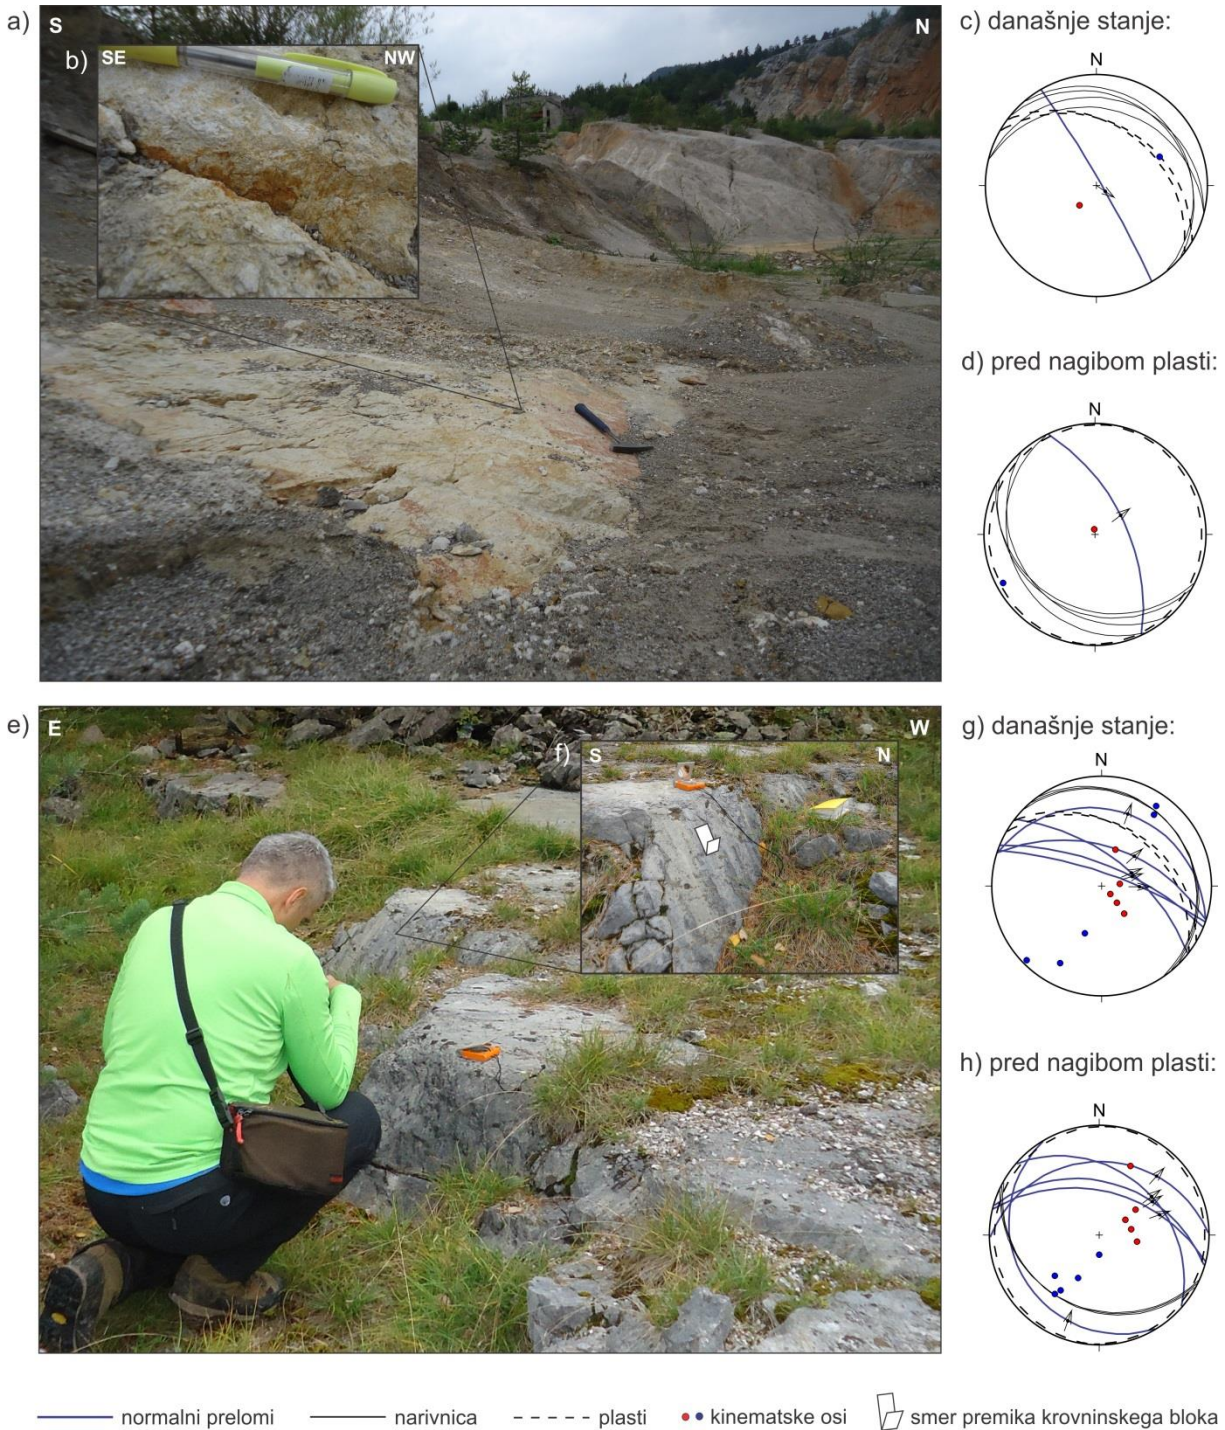 a)
S
N
b)
SE
NW
c) današnje stanje:
N
d) pred nagibom plasti:
N
e)
E
W
f)
S
N
g) današnje stanje:
N
h) pred nagibom plasti:
N
normalni prelomi
narivnica
plasti
kinematske osi
smer premika krovninskega bloka